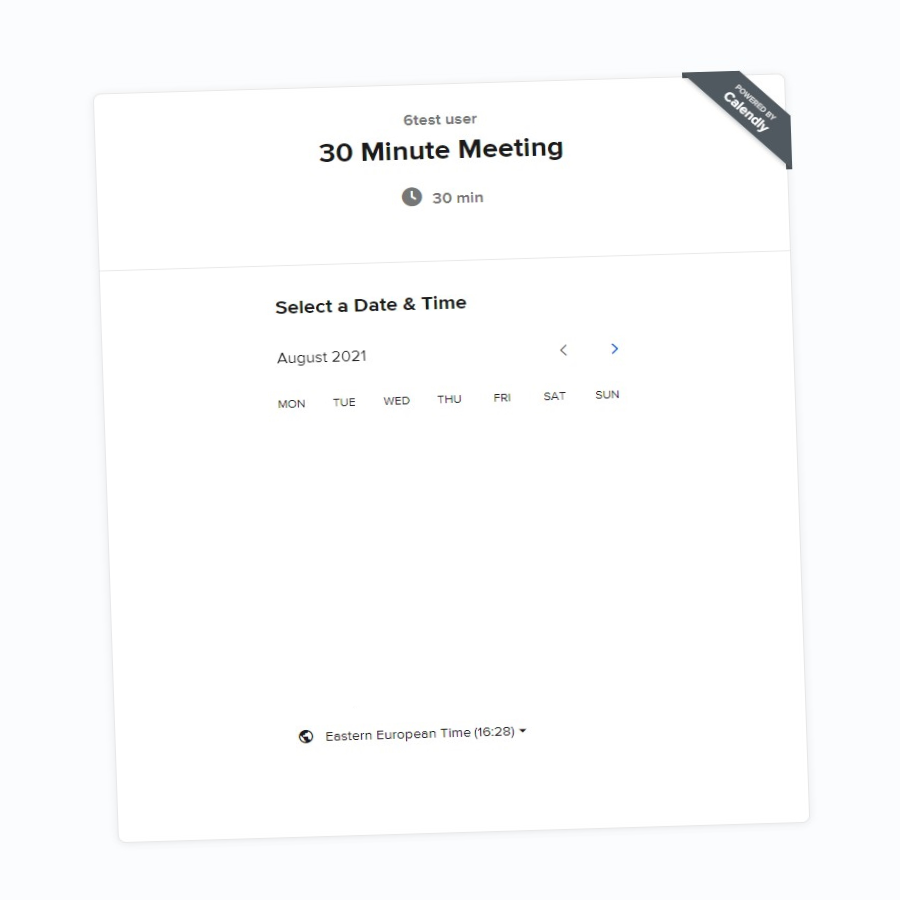 POWERED BY
Calendly
6test user
30 Minute Meeting
30 min
Select a Date & Time
August 2021
MON TUE WED THU FRI SAT SUN
Eastern European Time (16:28)